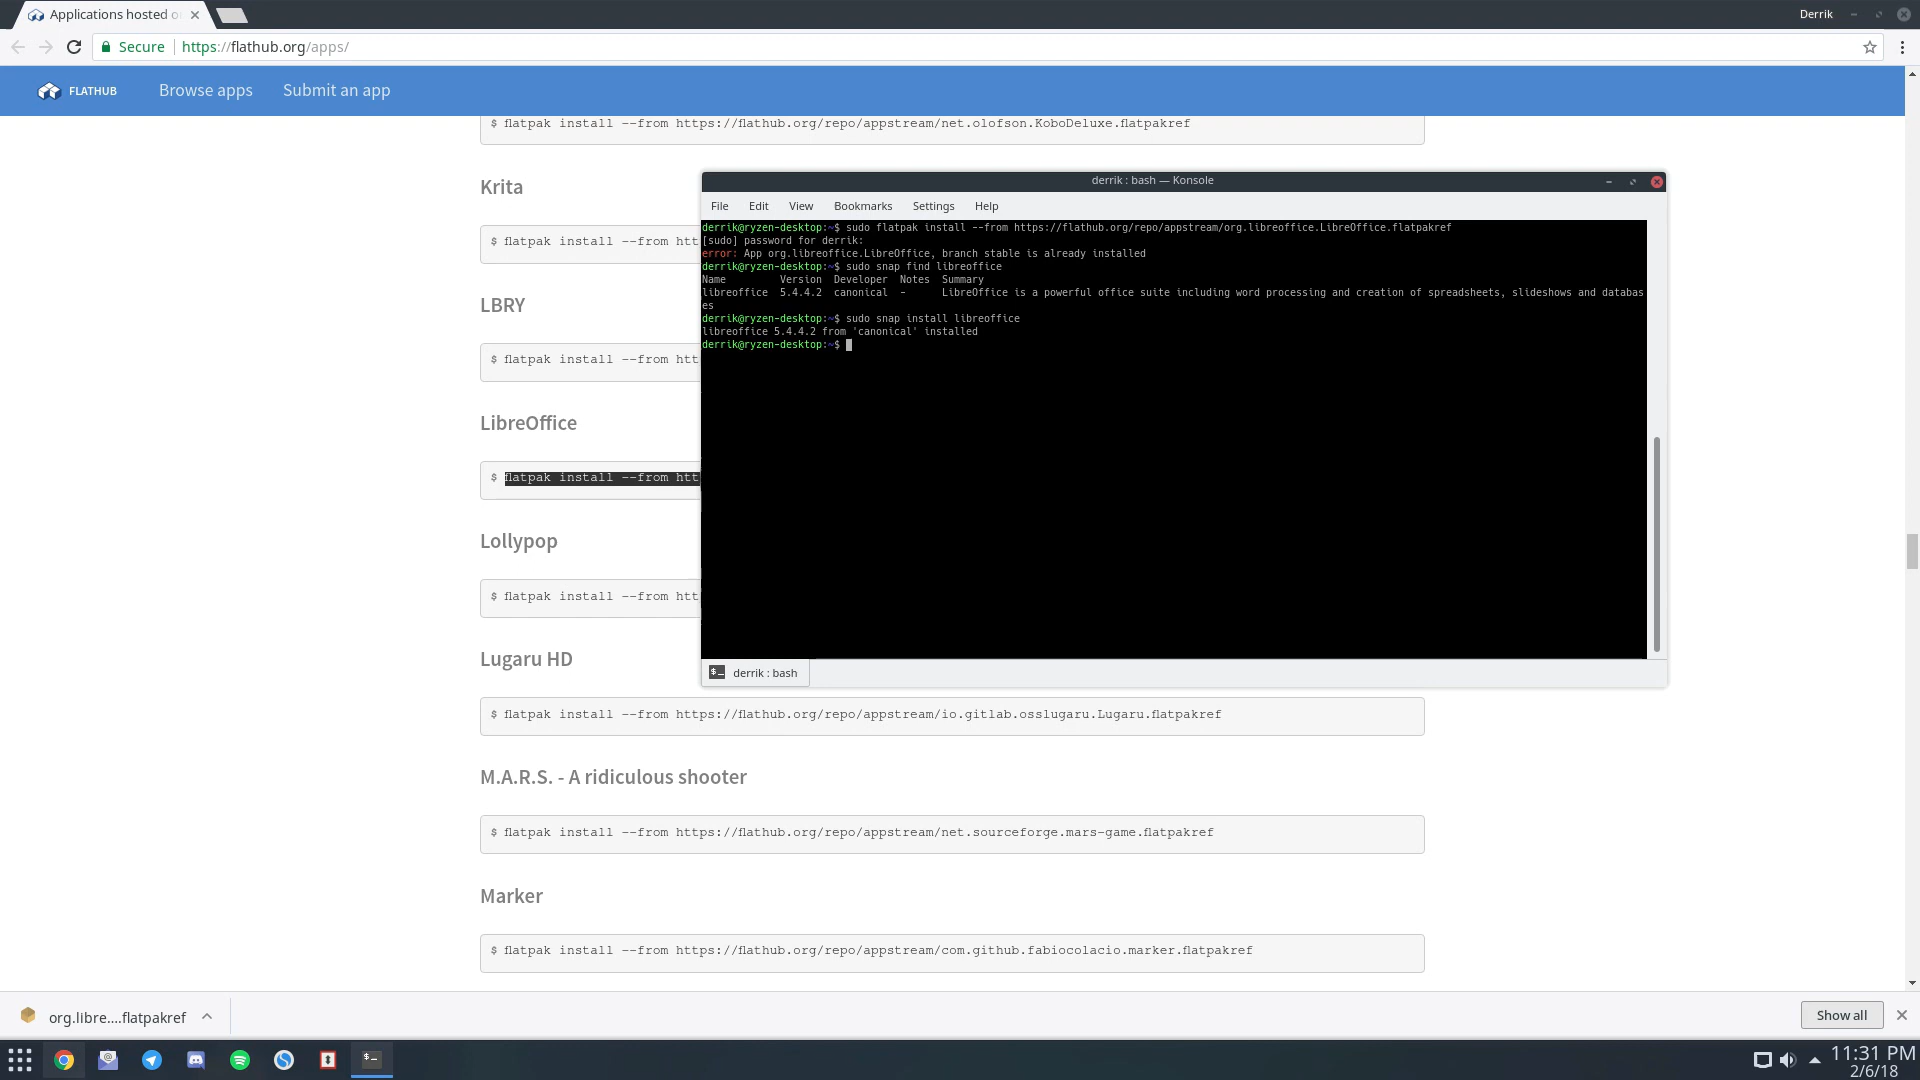 Applications hosted o
Derrik
Secure
https://flathub.org/apps/
FLATHUB
Browse apps
Submit an app
$ flatpak install --from https://flathub.org/repo/appstream/net.olofson.KoboDeluxe.flatpakref
Krita
$ flatpak install --from htt
LBRY
$ flatpak install --from htt
LibreOffice
$ flatpak install --from htt
Lollypop
$ flatpak install --from htt
Lugaru HD
$ flatpak install --from https://flathub.org/repo/appstream/io.gitlab.osslugaru.Lugaru.flatpakref
M.A.R.S. - A ridiculous shooter
$ flatpak install --from https://flathub.org/repo/appstream/net.sourceforge.mars-game.flatpakref
Marker
$ flatpak install --from https://flathub.org/repo/appstream/com.github.fabiocolacio.marker.flatpakref
derrik : bash — Konsole
File Edit View Bookmarks Settings Help
derrik@ryzen-desktop:~$ sudo flatpak install --from https://flathub.org/repo/appstream/org.libreoffice.LibreOffice.flatpakref
[sudo] password for derrik:
error: App org.libreoffice.LibreOffice, branch stable is already installed
derrik@ryzen-desktop:~$ sudo snap find libreoffice
Name Version Developer Notes Summary
libreoffice 5.4.4.2 canonical - LibreOffice is a powerful office suite including word processing and creation of spreadsheets, slideshows and databas
es
derrik@ryzen-desktop:~$ sudo snap install libreoffice
libreoffice 5.4.4.2 from 'canonical' installed
derrik@ryzen-desktop:~$
derrik : bash
org.libre....flatpakref
Show all
11:31 PM
2/6/18